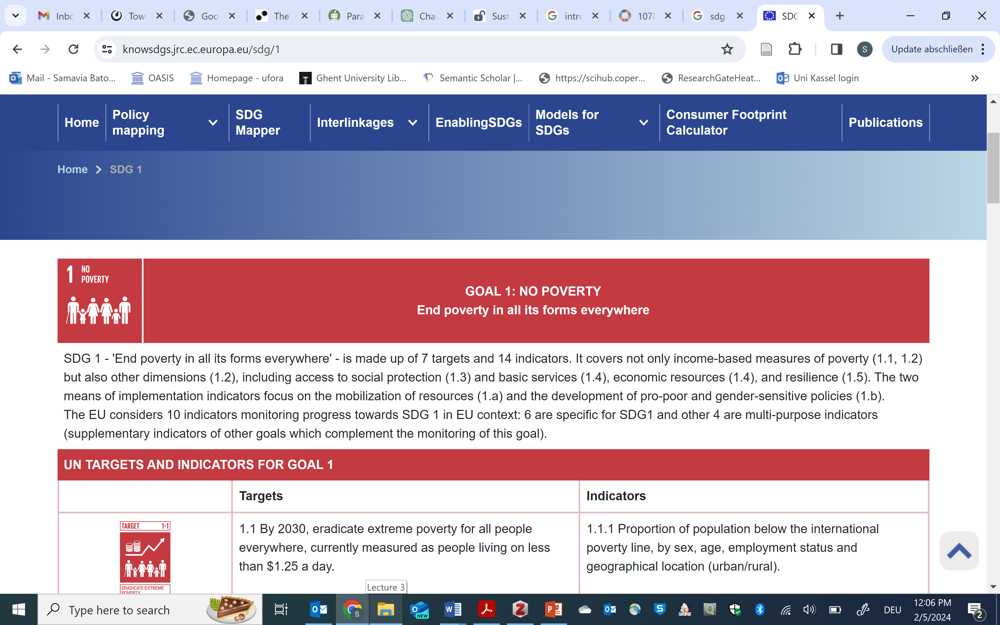 Inbc
Tow
Goo
The
Para
Chat
Sust
intro
1078
sdg
SDG
knowsdgs.jrc.ec.europa.eu/sdg/1
S
Update abschließen
Mail - Samavia Bato...
OASIS
Homepage - ufora
Ghent University Lib...
Semantic Scholar |...
https://scihub.coper...
ResearchGateHeat...
Uni Kassel login
Home
Policy
mapping
SDG
Mapper
Interlinkages
EnablingSDGs
Models for
SDGs
Consumer Footprint
Calculator
Publications
Home > SDG 1
1 NO
POVERTY
GOAL 1: NO POVERTY
End poverty in all its forms everywhere
SDG 1 - 'End poverty in all its forms everywhere' - is made up of 7 targets and 14 indicators. It covers not only income-based measures of poverty (1.1, 1.2)
but also other dimensions (1.2), including access to social protection (1.3) and basic services (1.4), economic resources (1.4), and resilience (1.5). The two
means of implementation indicators focus on the mobilization of resources (1.a) and the development of pro-poor and gender-sensitive policies (1.b).
The EU considers 10 indicators monitoring progress towards SDG 1 in EU context: 6 are specific for SDG1 and other 4 are multi-purpose indicators
(supplementary indicators of other goals which complement the monitoring of this goal).
UN TARGETS AND INDICATORS FOR GOAL 1
Targets
Indicators
TARGET 1·1
ERADICATE EXTREME
POVERTY
1.1 By 2030, eradicate extreme poverty for all people
everywhere, currently measured as people living on less
than $1.25 a day.
1.1.1 Proportion of population below the international
poverty line, by sex, age, employment status and
geographical location (urban/rural).
Lecture 3
Type here to search
NEW
PDF24
DEU
12:06 PM
2/5/2024
2